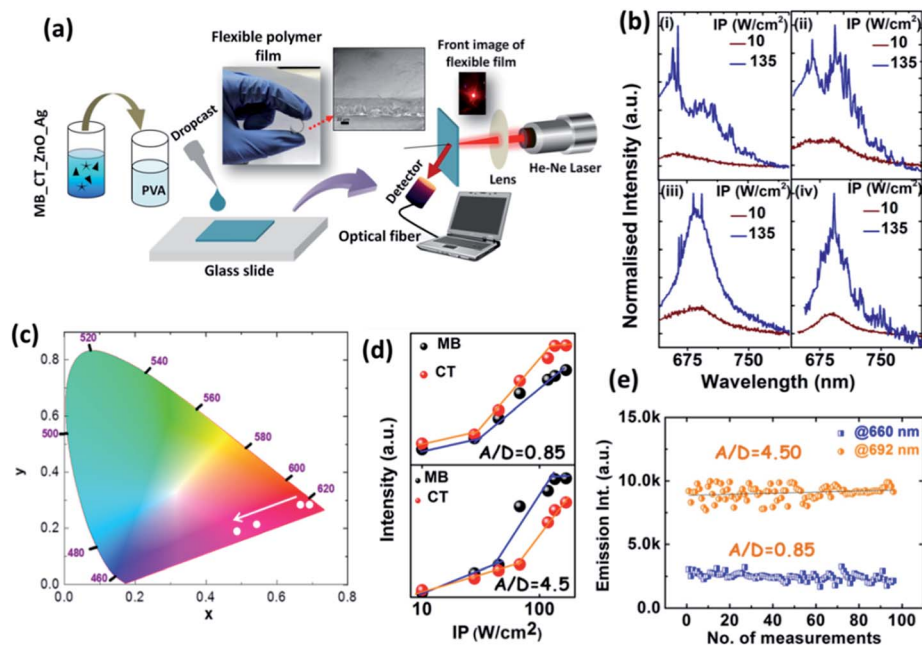 (a)
MB_CT_ZnO_Ag
PVA
Dropcast
Flexible polymer
film
Front image of
flexible film
Glass slide
Detector
Optical fiber
Lens
He-Ne Laser
(b)
Normalised Intensity (a.u.)
(i)
IP (W/cm²)
10
135
(ii)
IP (W/cm²)
10
135
(iii)
IP (W/cm²)
10
135
(iv)
IP (W/cm²)
10
135
675
750
675
750
Wavelength (nm)
(c)
y
0.8
0.6
0.4
0.2
0.0
520
540
560
580
600
620
500
480
460
0.0
0.2
0.4
0.6
0.8
X
(d)
Intensity (a.u.)
MB
CT
A/D=0.85
MB
CT
A/D=4.5
10
100
IP (W/cm²)
(e)
Emission Int. (a.u.)
15.0k
10.0k
5.0k
0.0
@660 nm
@692 nm
A/D=4.50
A/D=0.85
0
20
40
60
80
100
No. of measurements